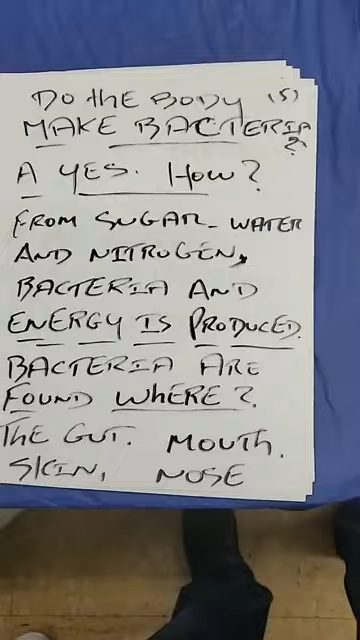 DO THE BODY (5)
MAKE BACTERIA
?
A YES. HOW?
FROM SUGAR - WATER
AND NITROGEN,
BACTERIA AND
ENERGY IS PRODUCED.
BACTERIA ARE
FOUND WHERE?.
THE GUT. MOUTH.
SKIN, NOSE